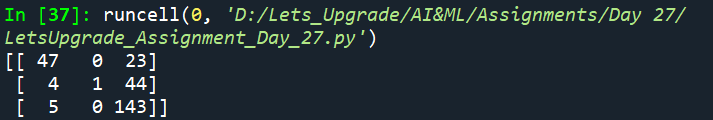 In [37]: runcell(0, 'D:/Lets_Upgrade/AI&ML/Assignments/Day 27/
LetsUpgrade_Assignment_Day_27.py')
[[ 47   0  23]
 [  4   1  44]
 [  5   0 143]]